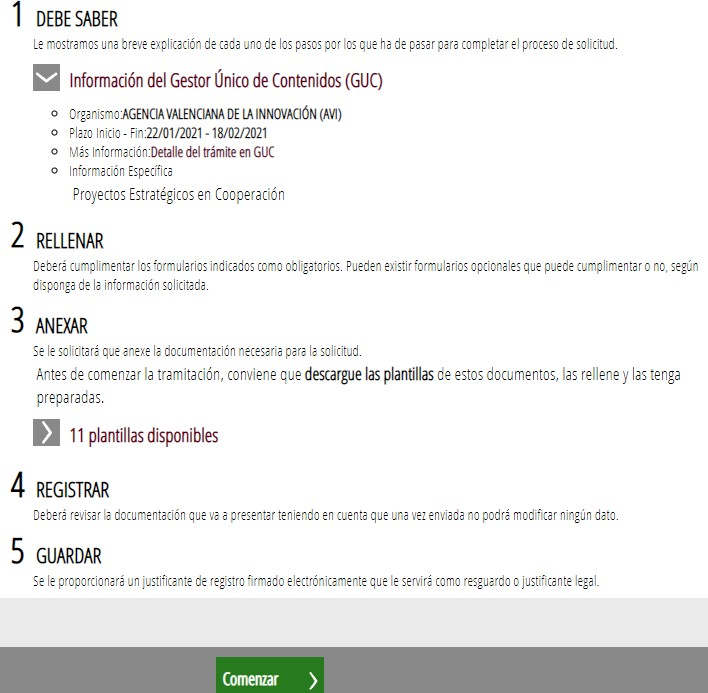 1 DEBE SABER
Le mostramos una breve explicación de cada uno de los pasos por los que ha de pasar para completar el proceso de solicitud.
Información del Gestor Único de Contenidos (GUC)
Organismo:AGENCIA VALENCIANA DE LA INNOVACIÓN (AVI)
Plazo Inicio - Fin:22/01/2021 - 18/02/2021
Más Información:Detalle del trámite en GUC
Información Específica
Proyectos Estratégicos en Cooperación
2 RELLENAR
Deberá cumplimentar los formularios indicados como obligatorios. Pueden existir formularios opcionales que puede cumplimentar o no, según
disponga de la información solicitada.
3 ANEXAR
Se le solicitará que anexe la documentación necesaria para la solicitud.
Antes de comenzar la tramitación, conviene que descargue las plantillas de estos documentos, las rellene y las tenga
preparadas.
11 plantillas disponibles
4 REGISTRAR
Deberá revisar la documentación que va a presentar teniendo en cuenta que una vez enviada no podrá modificar ningún dato.
5 GUARDAR
Se le proporcionará un justificante de registro firmado electrónicamente que le servirá como resguardo o justificante legal.
Comenzar